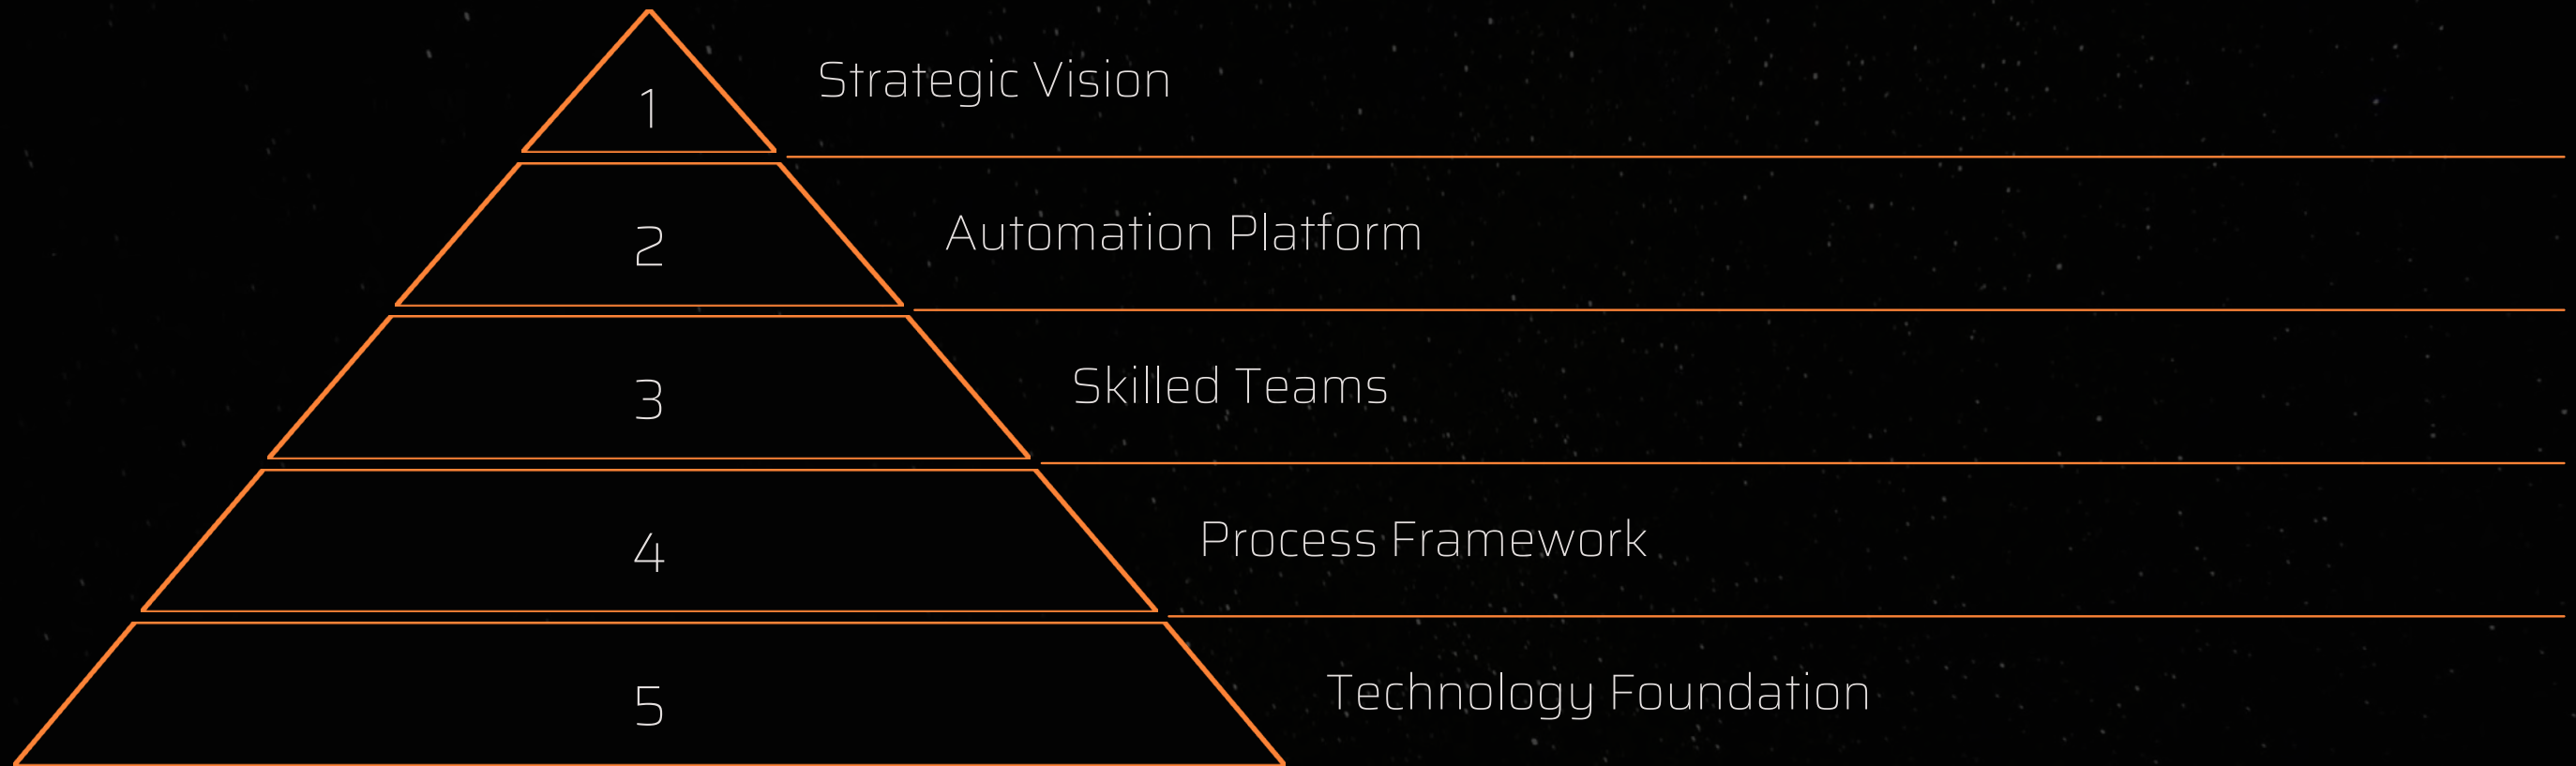 1
Strategic Vision
2
Automation Platform
3
Skilled Teams
4
Process Framework
5
Technology Foundation